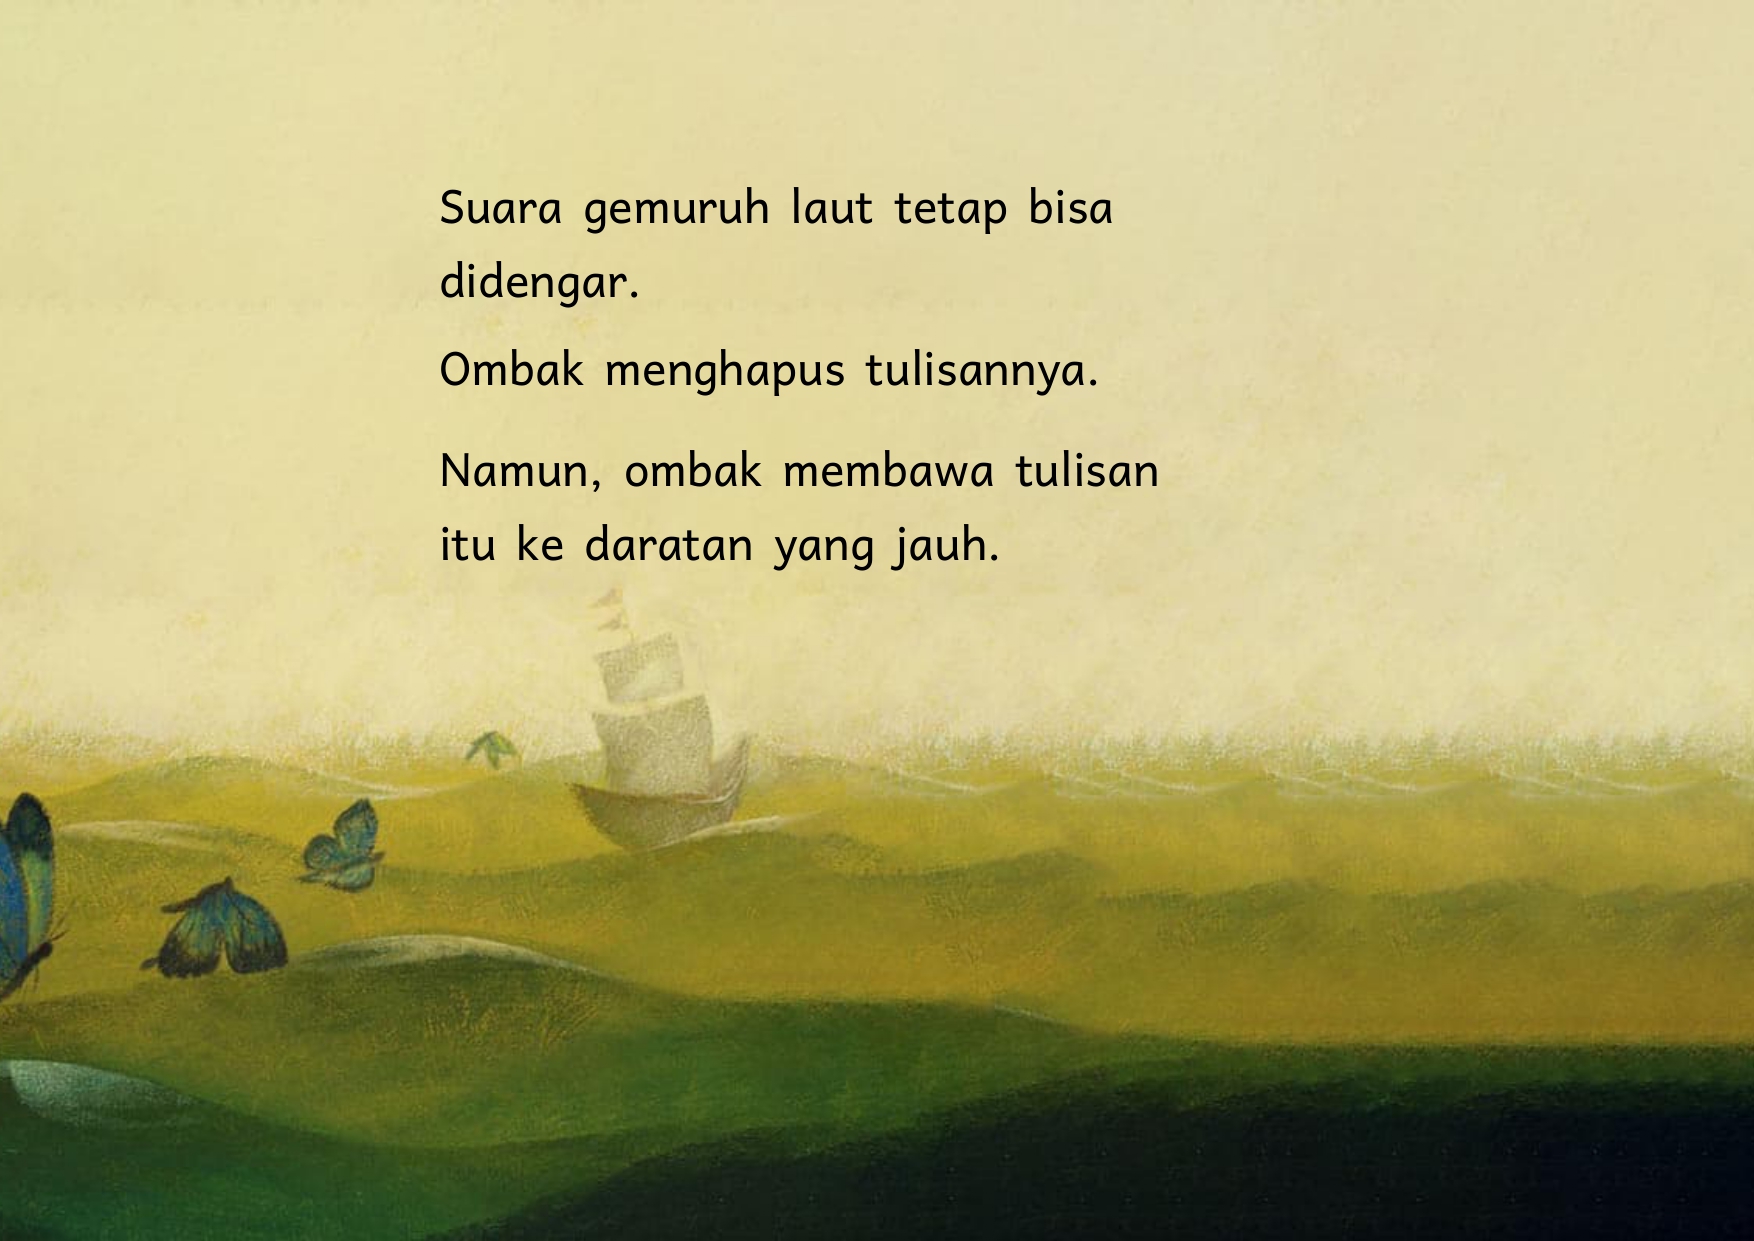 Suara gemuruh laut tetap bisa
didengar.
Ombak menghapus tulisannya.
Namun, ombak membawa tulisan
itu ke daratan yang jauh.